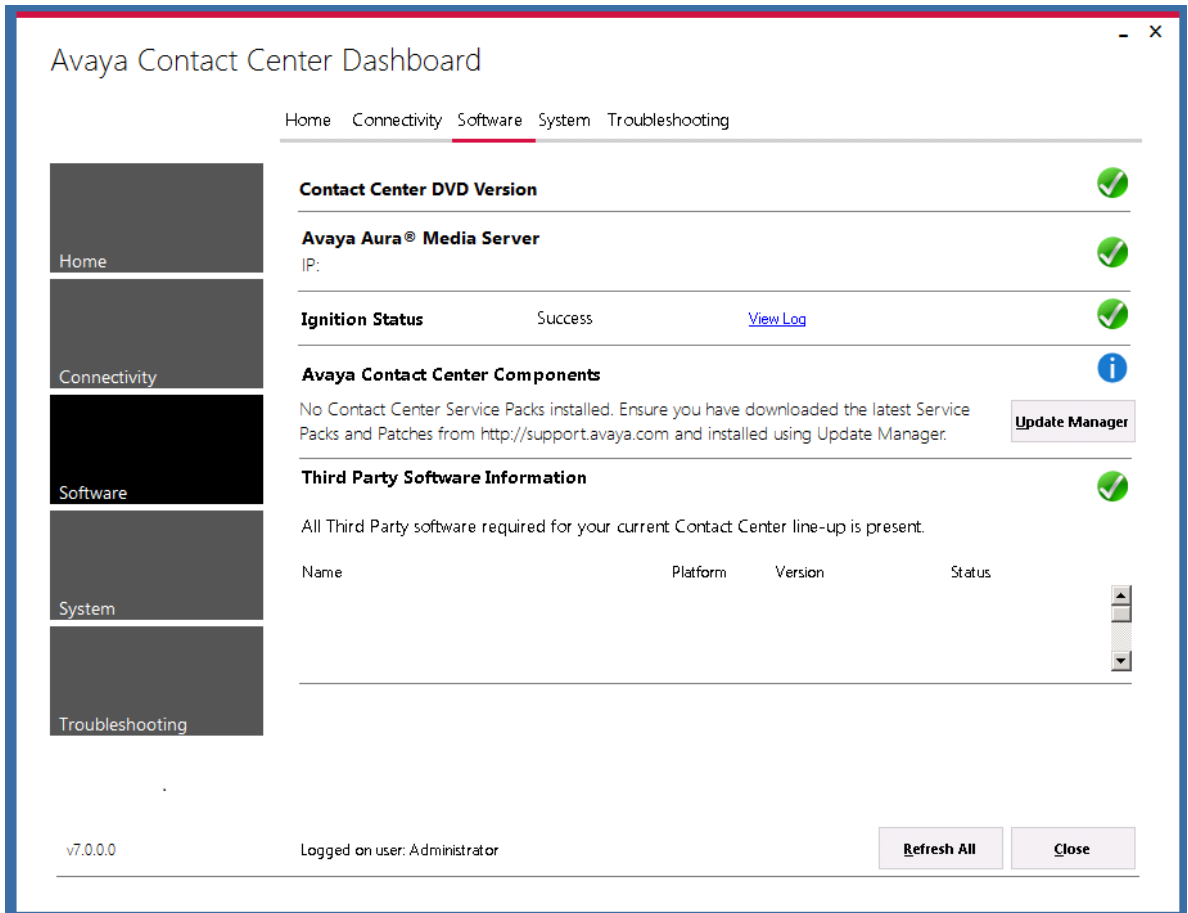 Avaya Contact Center Dashboard
Home Connectivity Software System Troubleshooting
Home
Connectivity
Software
System
Troubleshooting
Contact Center DVD Version
Avaya Aura® Media Server
IP:
Ignition Status Success View Log
Avaya Contact Center Components
No Contact Center Service Packs installed. Ensure you have downloaded the latest Service
Packs and Patches from http://support.avaya.com and installed using Update Manager.
Update Manager
Third Party Software Information
All Third Party software required for your current Contact Center line-up is present.
Name Platform Version Status
v7.0.0.0 Logged on user: Administrator Refresh All Close